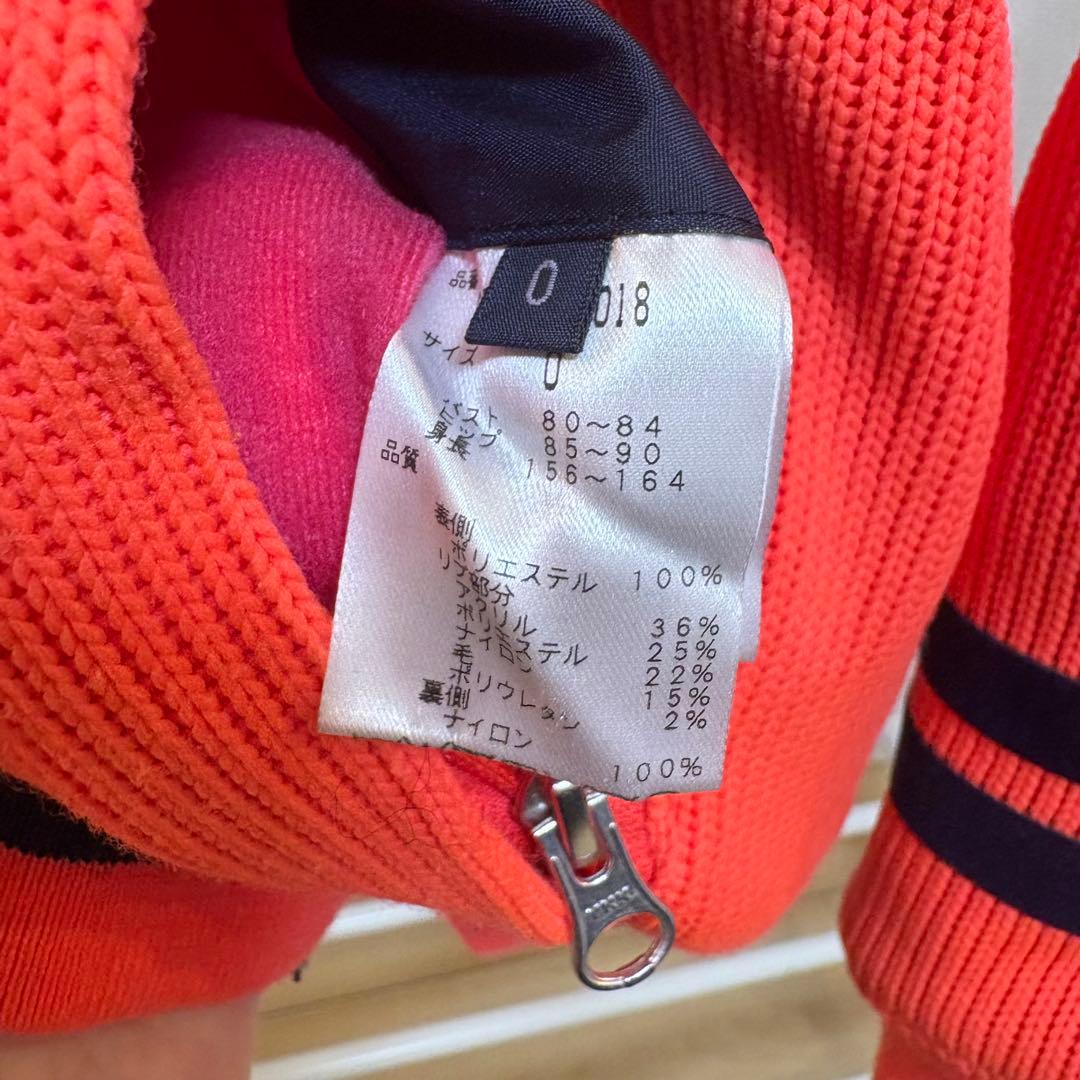 0
品番 018
サイズ 0
バスト 80～84
ヒップ 85～90
身長 156～164
品質
表側
ポリエステル 100%
リブ部分
アクリル 36%
ポリエステル 25%
ナイロン 22%
毛 15%
ポリウレタン 2%
裏側
ナイロン 100%